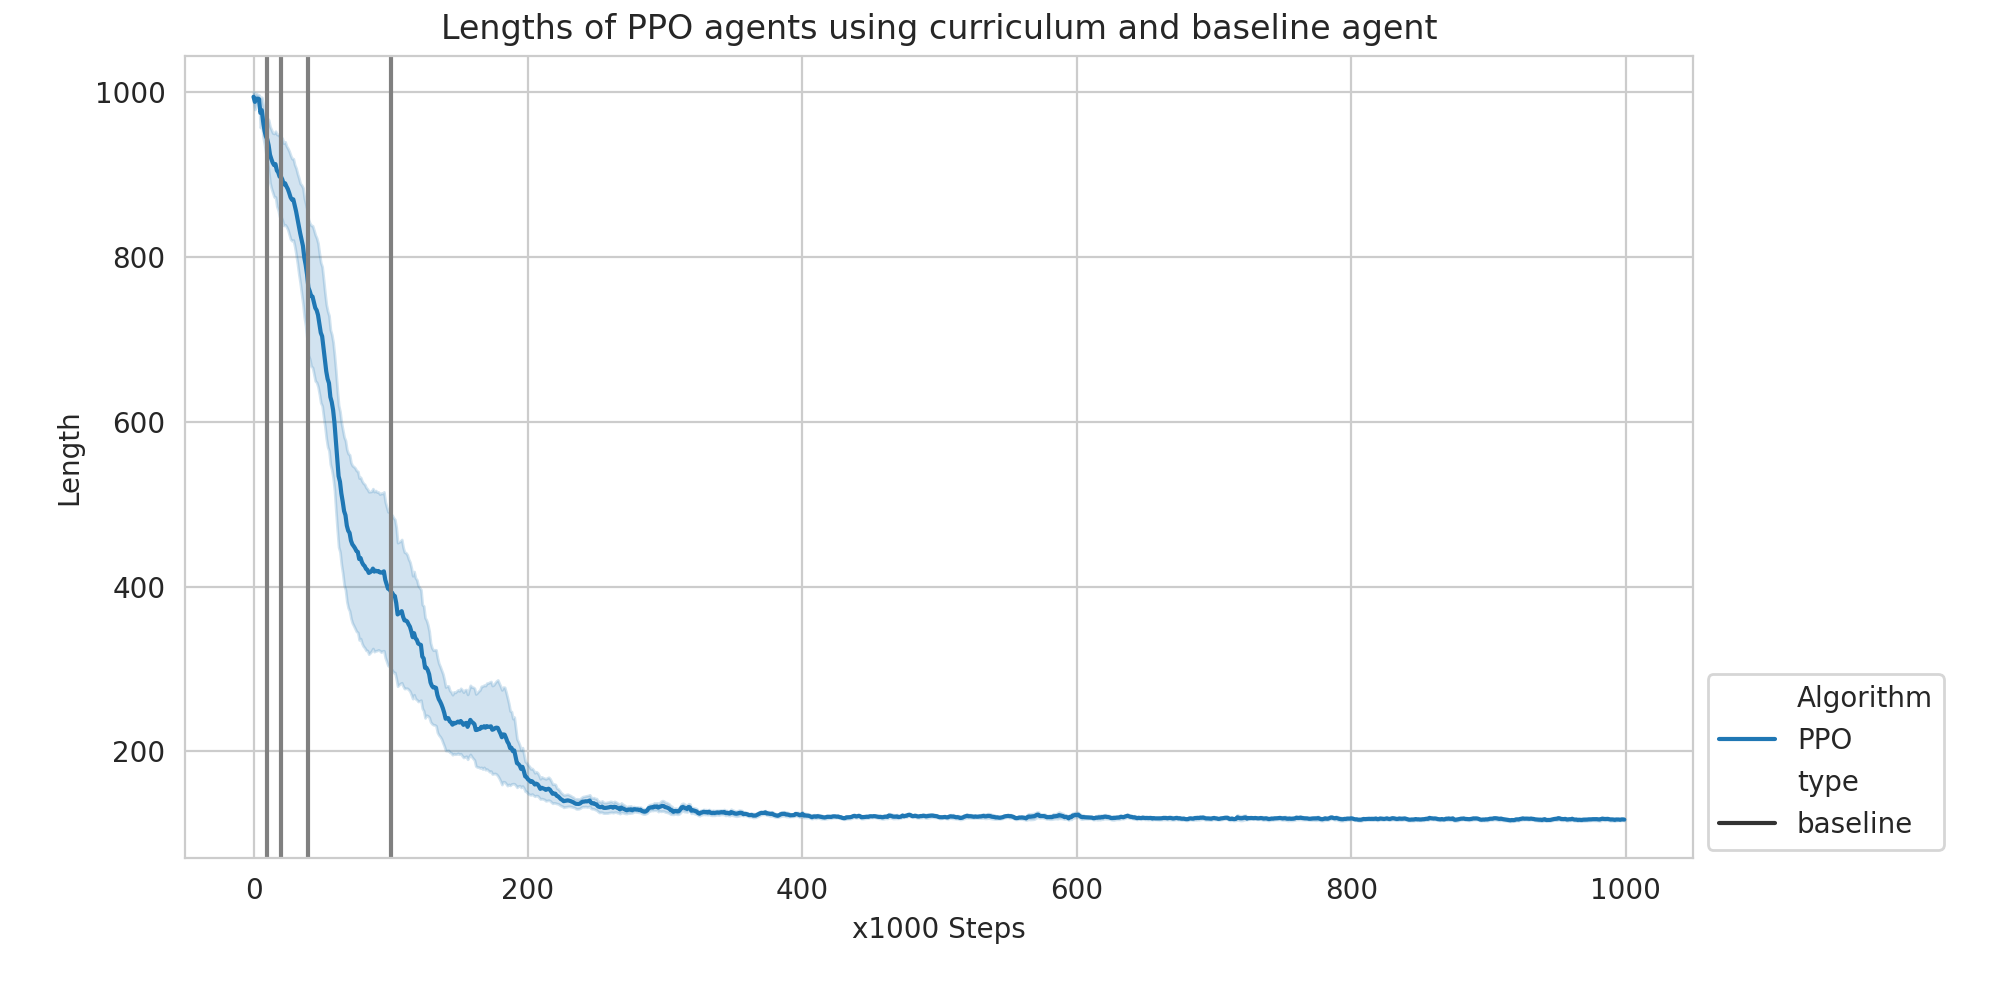 Lengths of PPO agents using curriculum and baseline agent
1000
800
600
400
200
Length
0 200 400 600 800 1000
x1000 Steps
Algorithm
PPO
type
baseline